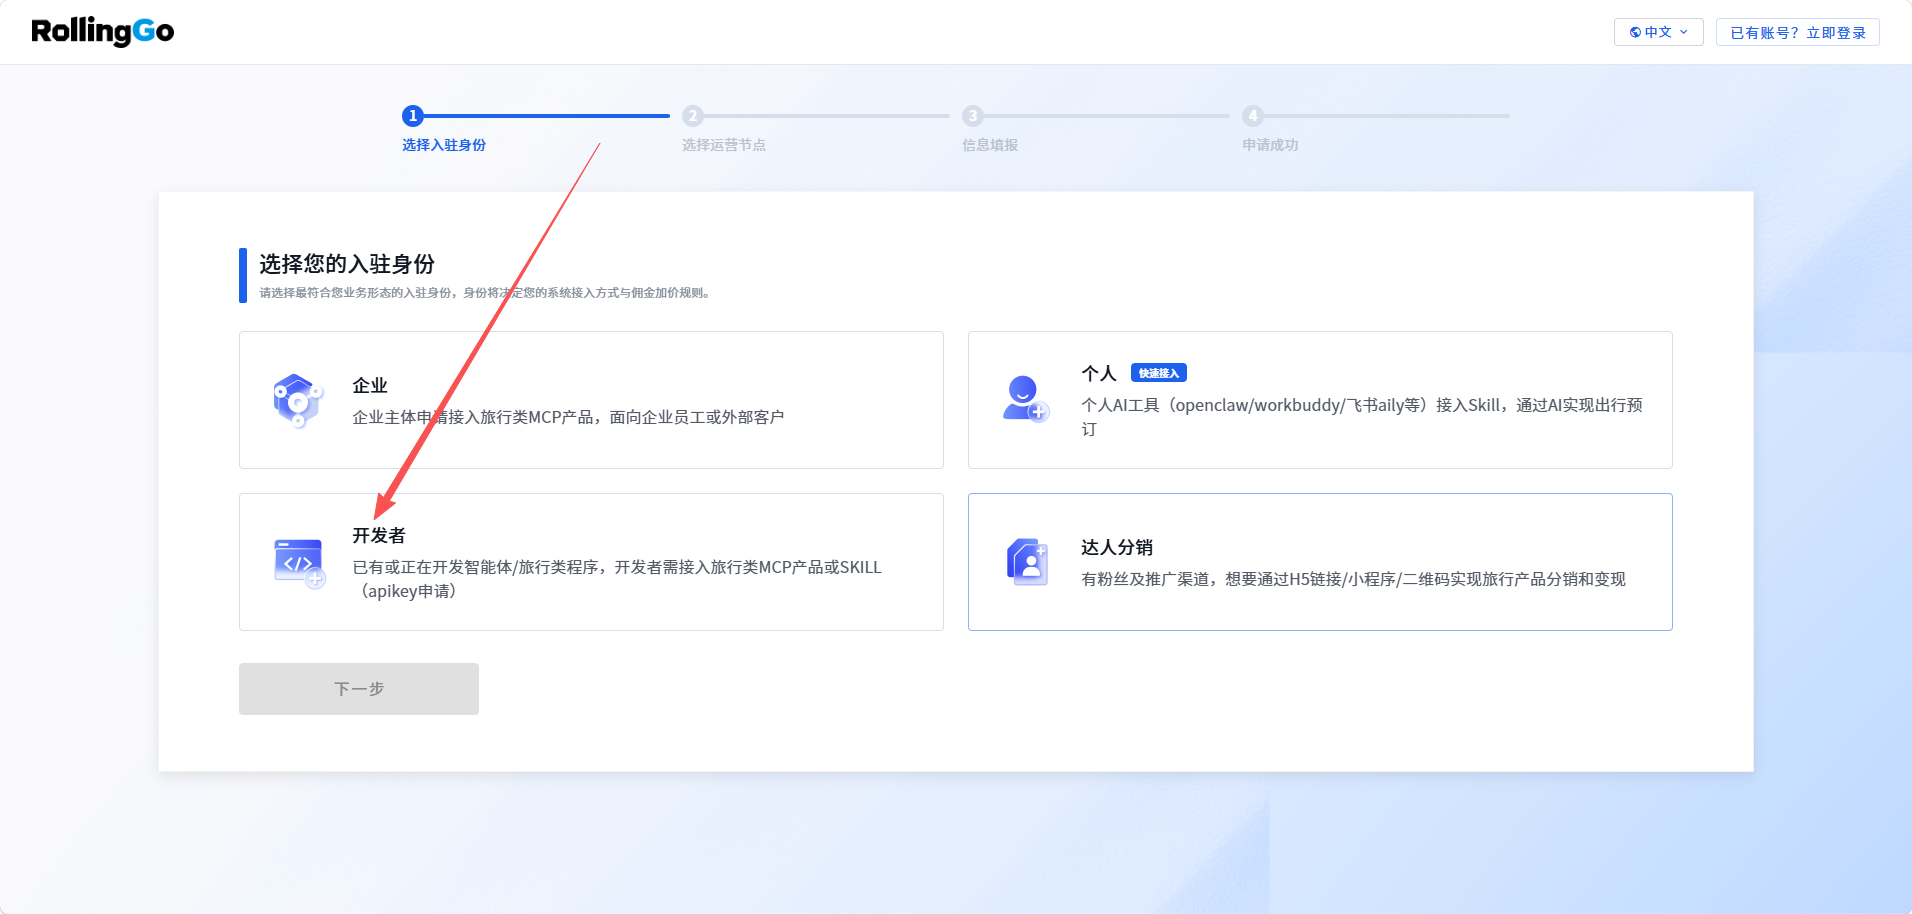 RollingGo
中文
已有账号？立即登录
1
2
3
4
选择入驻身份
选择运营节点
信息填报
申请成功
选择您的入驻身份
请选择最符合您业务形态的入驻身份，身份将决定您的系统接入方式与佣金加价规则。
企业
企业主体申请接入旅行类MCP产品，面向企业员工或外部客户
个人 快速接入
个人AI工具（openclaw/workbuddy/飞书aily等）接入Skill，通过AI实现出行预
订
开发者
已有或正在开发智能体/旅行类程序，开发者需接入旅行类MCP产品或SKILL
（apikey申请）
达人分销
有粉丝及推广渠道，想要通过H5链接/小程序/二维码实现旅行产品分销和变现
下一步